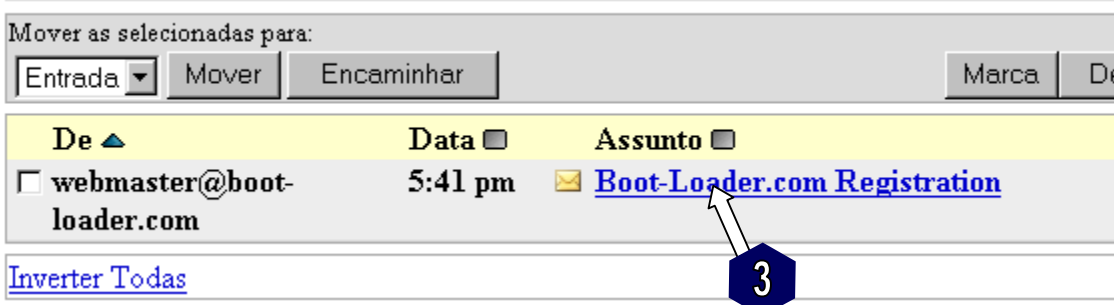 Mover as selecionadas para:
Entrada Mover Encaminhar Marca
De Data Assunto
webmaster@boot- 5:41 pm Boot-Loader.com Registration
loader.com
Inverter Todas
3